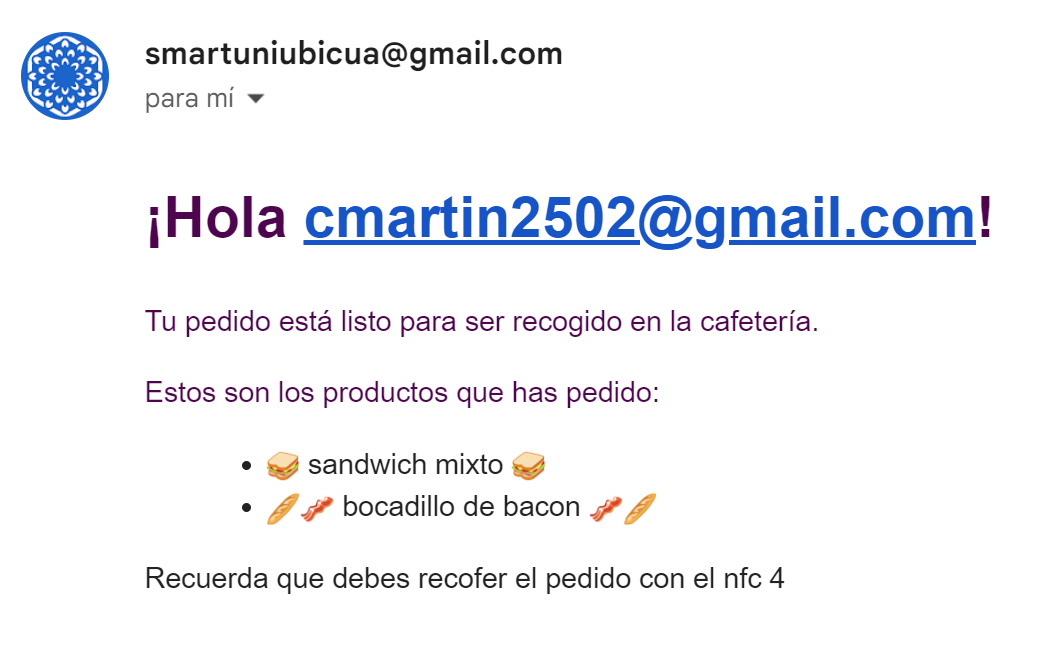 smartuniubicua@gmail.com
para mí
¡Hola cmartin2502@gmail.com!
Tu pedido está listo para ser recogido en la cafetería.
Estos son los productos que has pedido:
• 🥪 sandwich mixto 🥪
• 🥖🥓 bocadillo de bacon 🥓🥖
Recuerda que debes recofer el pedido con el nfc 4